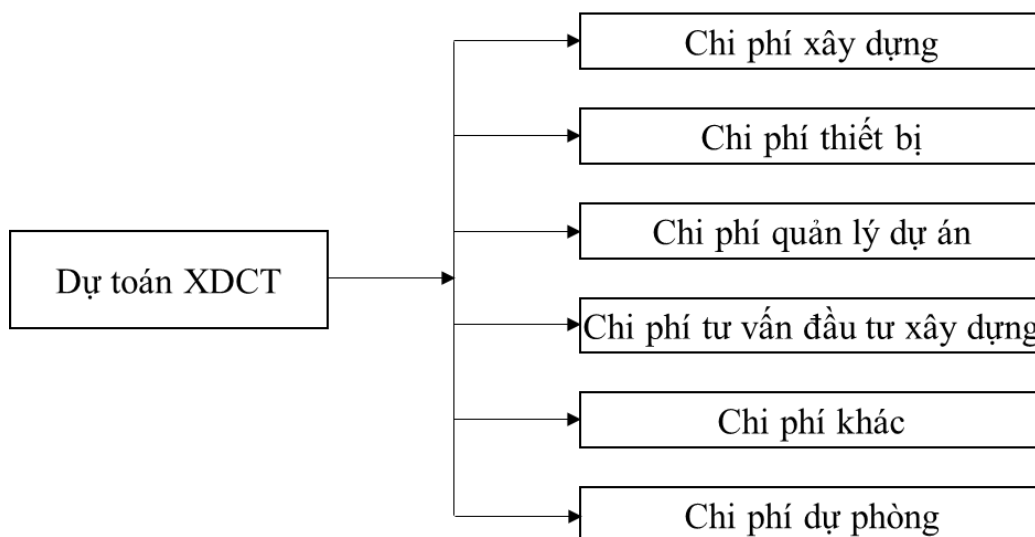 Chi phí xây dựng
Chi phí thiết bị
Chi phí quản lý dự án
Dự toán XDCT
Chi phí tư vấn đầu tư xây dựng
Chi phí khác
Chi phí dự phòng